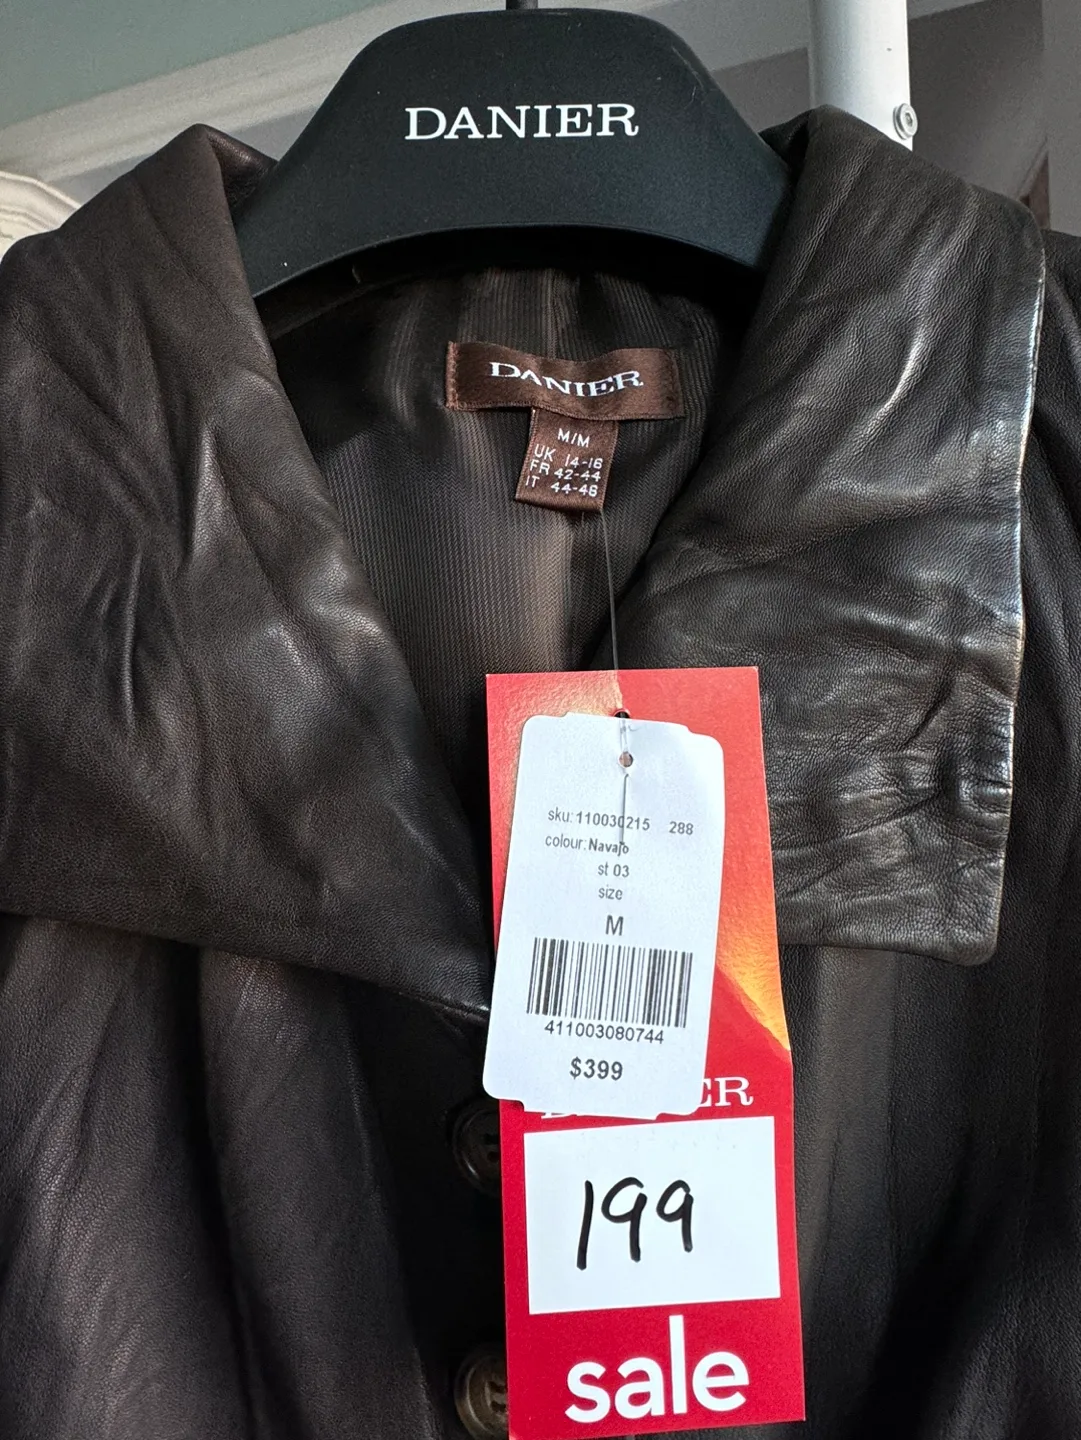 DANIER
DANIER
M/M
UK 14-16
FR 42-44
IT 44-46
sku: 110030215 288
colour: Navajo
st 03
size
M
411003080744
$399
199
sale